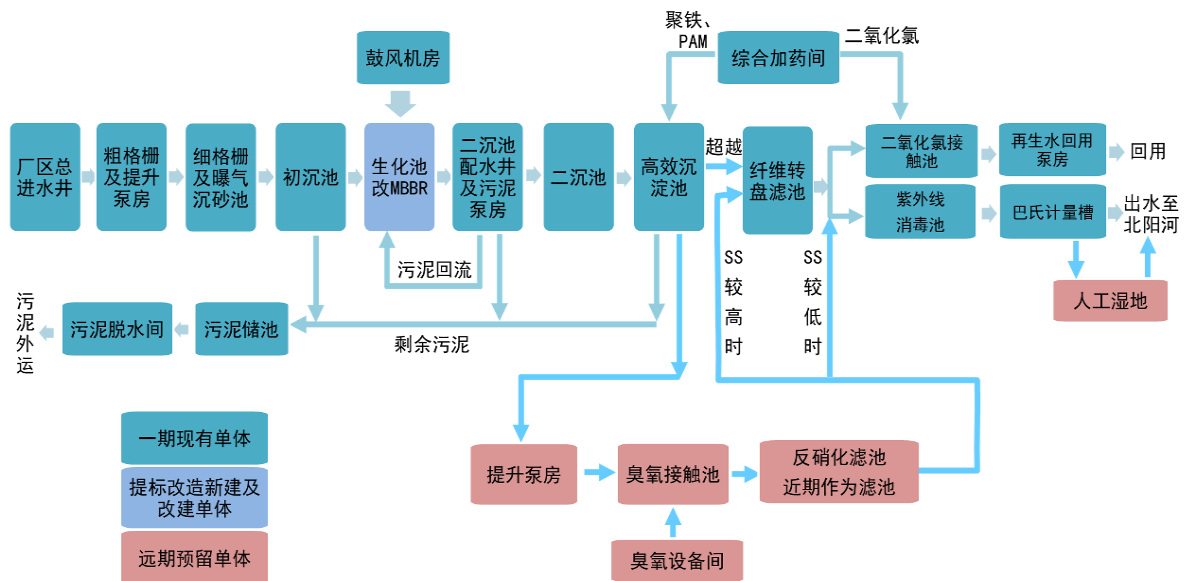 聚铁、
PAM
二氧化氯
综合加药间
鼓风机房
厂区总
进水井
粗格栅
及提升
泵房
细格栅
及曝气
沉砂池
初沉池
生化池
改MBBR
二沉池
配水井
及污泥
泵房
二沉池
高效沉
淀池
超越
纤维转
盘滤池
二氧化氯接
触池
再生水回用
泵房
回用
紫外线
消毒池
巴氏计量槽
出水至
北阳河
污泥回流
SS
较
高
时
SS
较
低
时
人工湿地
污
泥
外
运
污泥脱水间
污泥储池
剩余污泥
一期现有单体
提标改造新建及
改建单体
远期预留单体
提升泵房
臭氧接触池
反硝化滤池
近期作为滤池
臭氧设备间